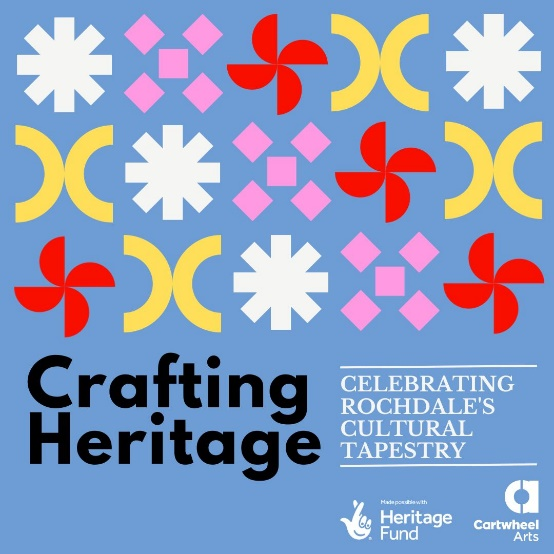 Crafting
Heritage
CELEBRATING
ROCHDALE'S
CULTURAL
TAPESTRY
Made possible with
Heritage
Fund
Cartwheel
Arts